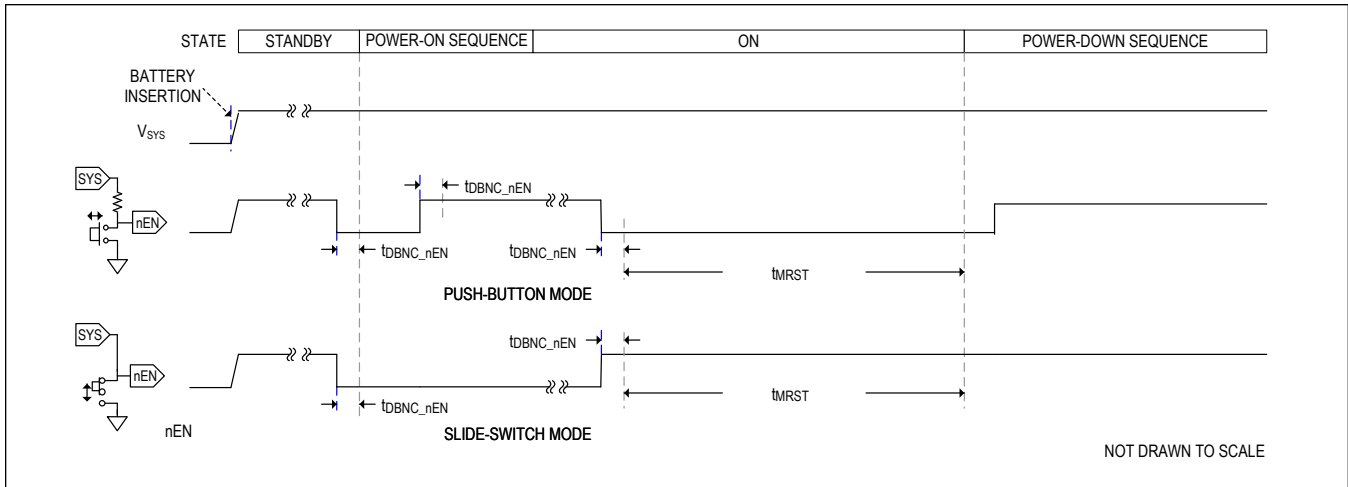 STATE STANDBY POWER-ON SEQUENCE ON POWER-DOWN SEQUENCE
BATTERY
INSERTION
VSYS
SYS
nEN
tDBNC_nEN
tDBNC_nEN
tDBNC_nEN
tMRST
PUSH-BUTTON MODE
SYS
nEN
tDBNC_nEN
tDBNC_nEN
tMRST
nEN
SLIDE-SWITCH MODE
NOT DRAWN TO SCALE